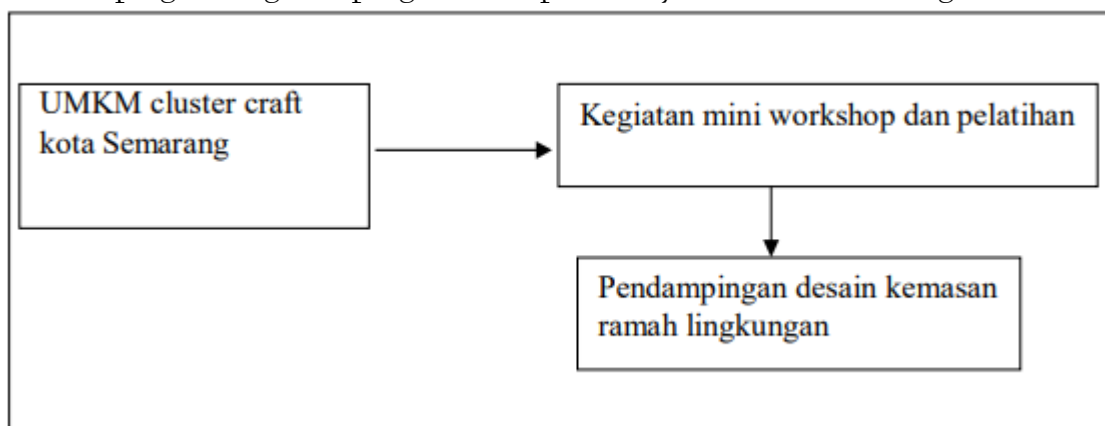 UMKM cluster craft
kota Semarang
Kegiatan mini workshop dan pelatihan
Pendampingan desain kemasan
ramah lingkungan